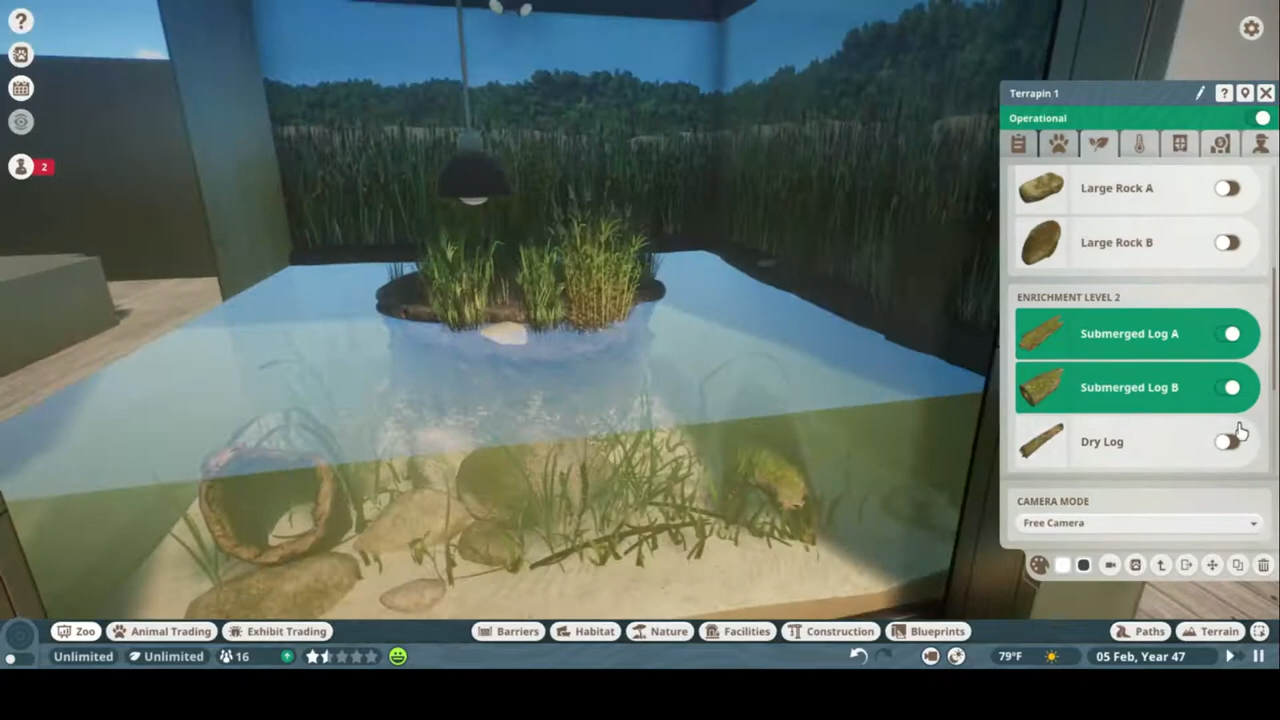 2
Terrapin 1
?
Operational
Large Rock A
Large Rock B
ENRICHMENT LEVEL 2
Submerged Log A
Submerged Log B
Dry Log
CAMERA MODE
Free Camera
Zoo Animal Trading Exhibit Trading Barriers Habitat Nature Facilities Construction Blueprints Paths Terrain
Unlimited Unlimited 16 79°F 05 Feb, Year 47